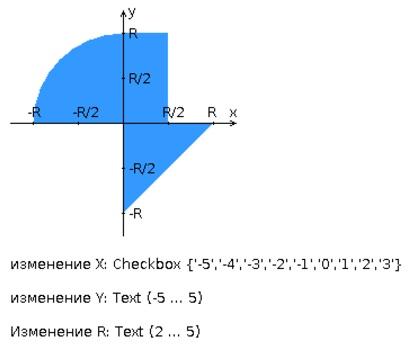 y
R
R/2
-R -R/2 R/2 R x
-R/2
-R
изменение X: Checkbox {'-5','-4','-3','-2','-1','0','1','2','3'}
изменение Y: Text (-5 ... 5)
Изменение R: Text (2 ... 5)